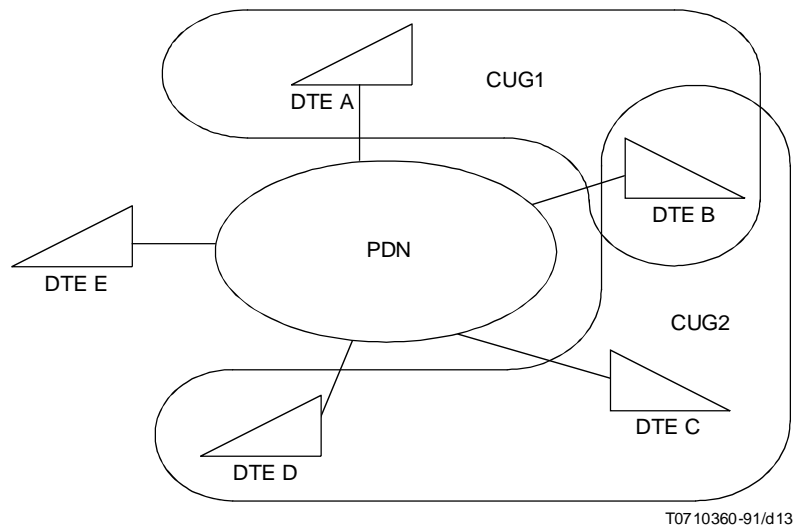 CUG1
DTE A
DTE B
PDN
DTE E
CUG2
DTE C
DTE D
T0710360-91/d13